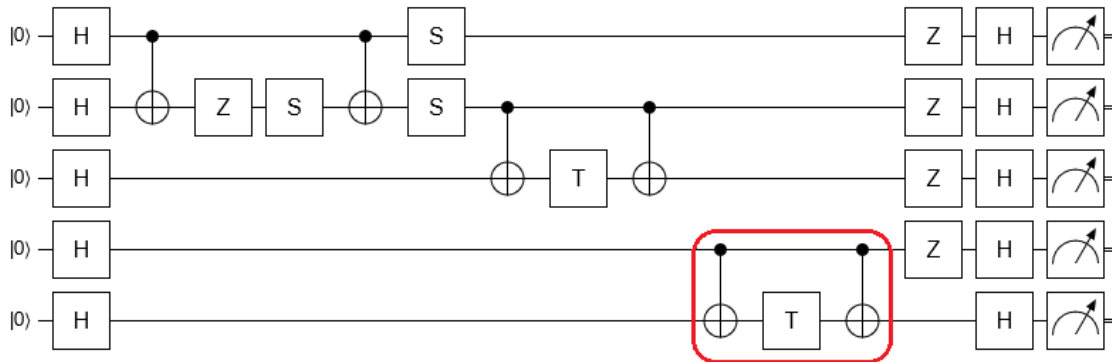 |0⟩ H S Z H
|0⟩ H Z S S Z H
|0⟩ H T Z H
|0⟩ H Z H
|0⟩ H T H